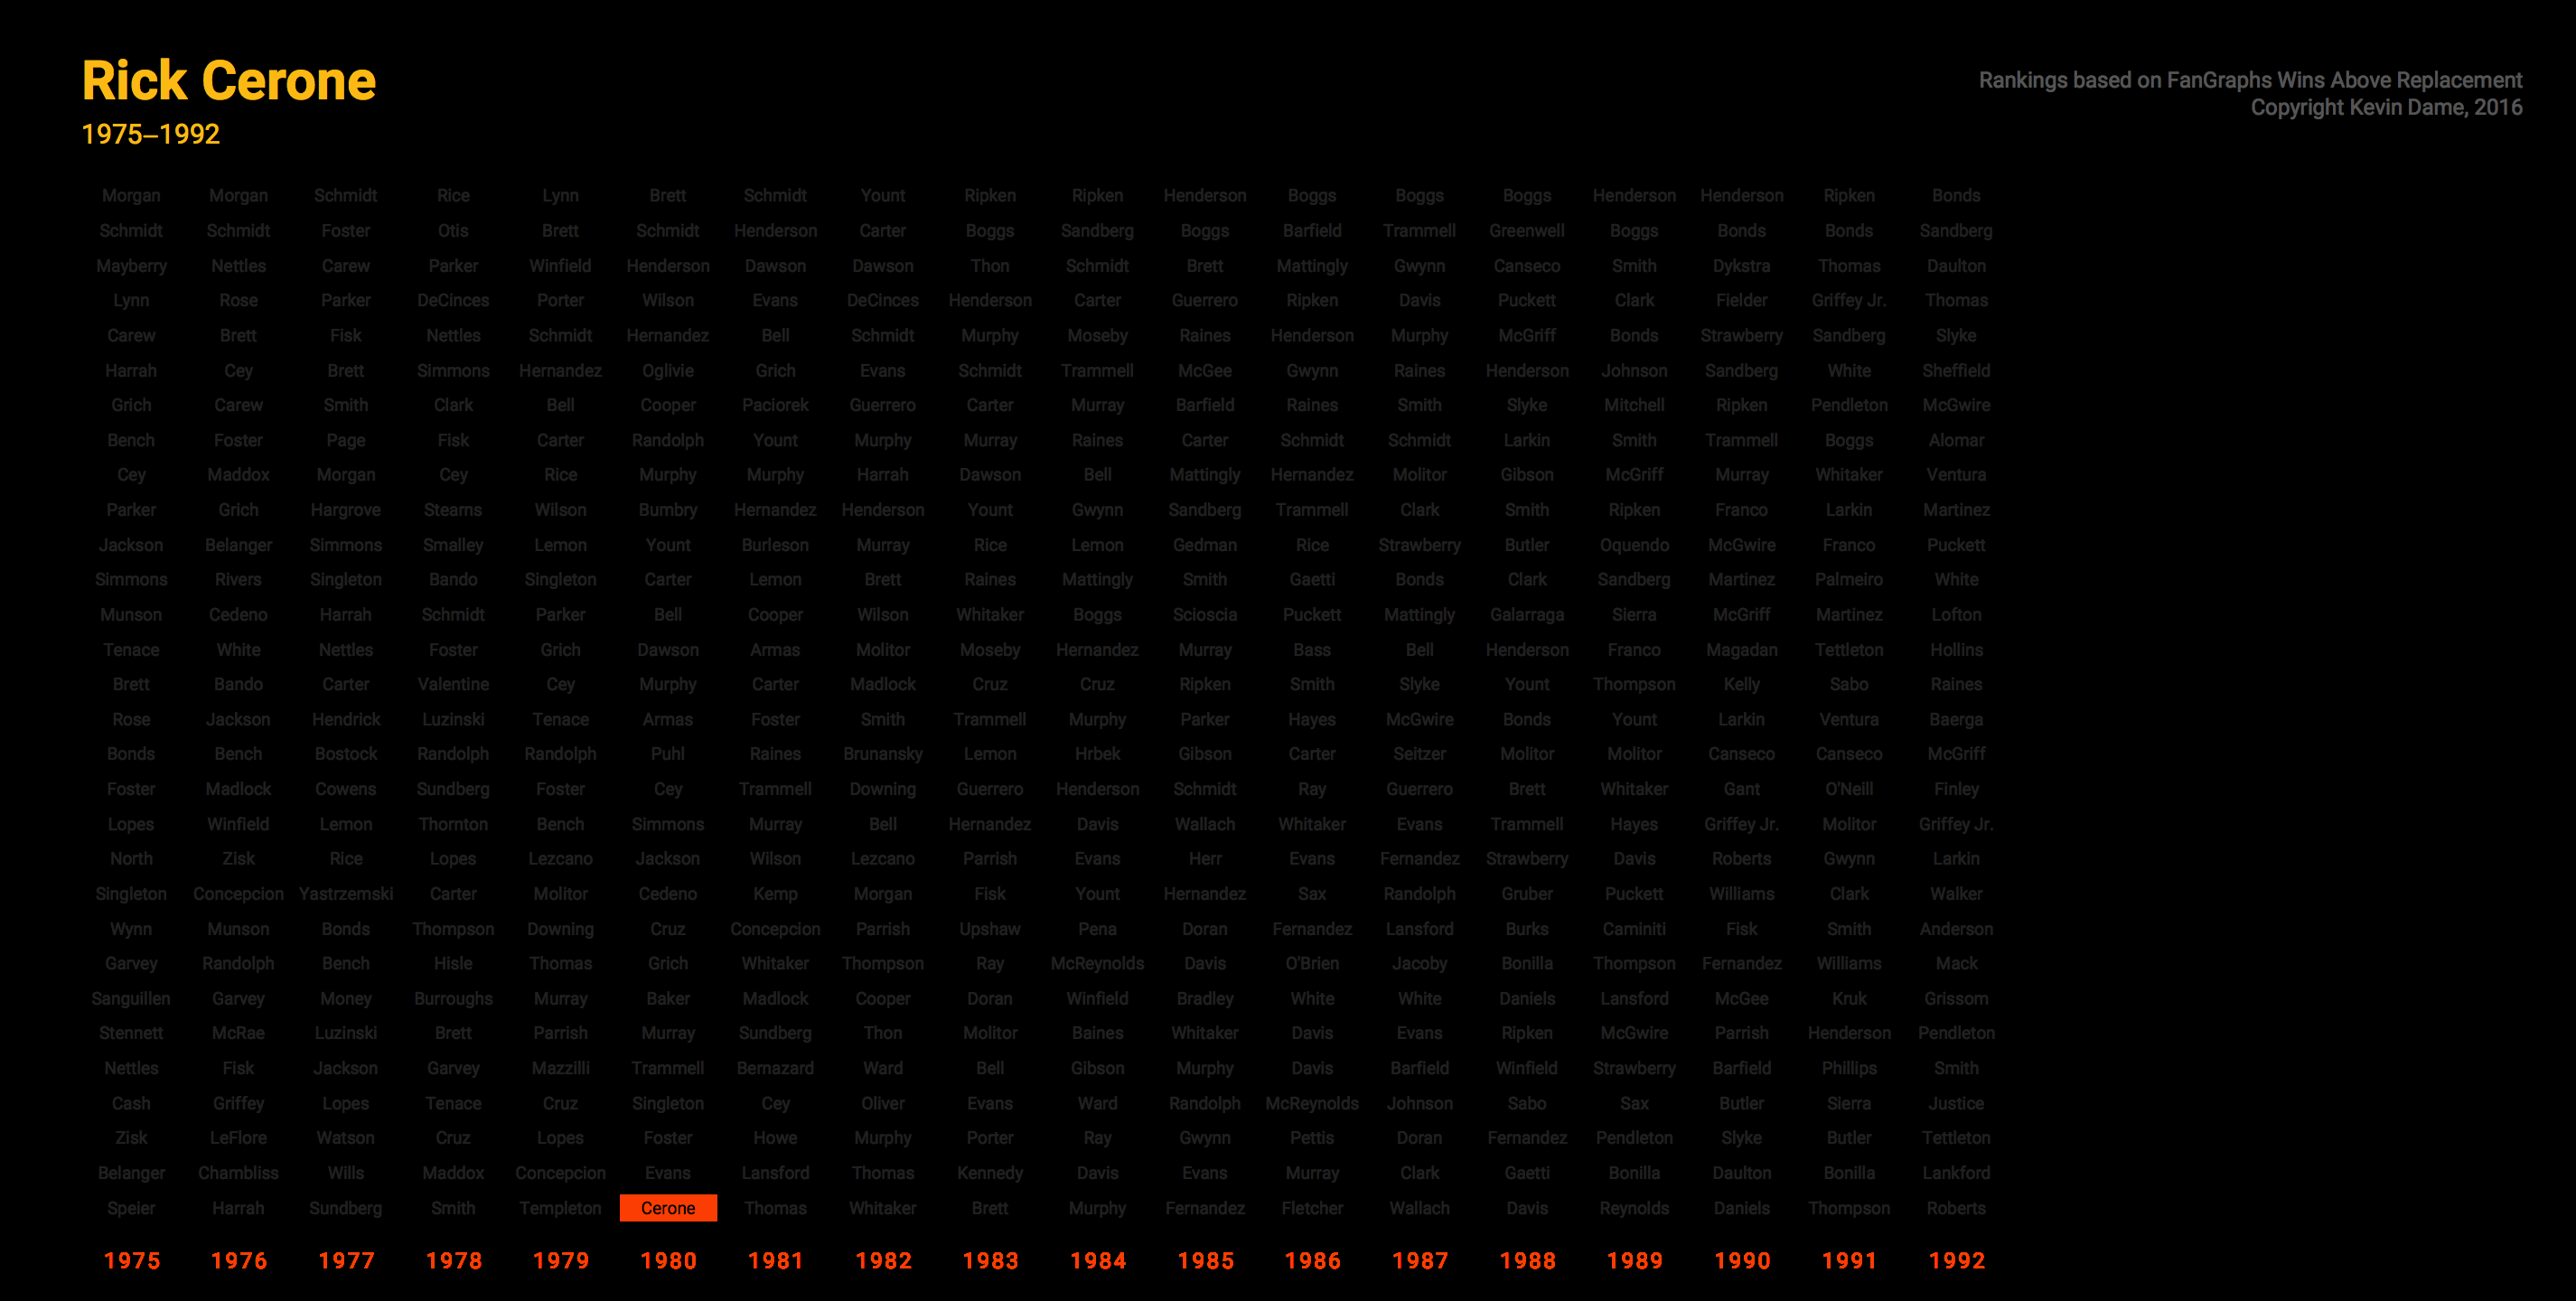 Rick Cerone
1975–1992
Rankings based on FanGraphs Wins Above Replacement
Copyright Kevin Dame, 2016
Morgan Morgan Schmidt Rice Lynn Brett Schmidt Yount Ripken Ripken Henderson Boggs Boggs Boggs Henderson Henderson Ripken Bonds
Schmidt Schmidt Foster Otis Brett Schmidt Henderson Carter Boggs Sandberg Boggs Barfield Trammell Greenwell Boggs Bonds Bonds Sandberg
Mayberry Nettles Carew Parker Winfield Henderson Dawson Dawson Thon Schmidt Brett Mattingly Gwynn Canseco Smith Dykstra Thomas Daulton
Lynn Rose Parker DeCinces Porter Wilson Evans DeCinces Henderson Carter Guerrero Ripken Davis Puckett Clark Fielder Griffey Jr. Thomas
Carew Brett Fisk Nettles Schmidt Hernandez Bell Schmidt Murphy Moseby Raines Henderson Murphy McGriff Bonds Strawberry Sandberg Slyke
Harrah Cey Brett Simmons Hernandez Oglivie Grich Evans Schmidt Trammell McGee Gwynn Raines Henderson Johnson Sandberg White Sheffield
Grich Carew Smith Clark Bell Cooper Paciorek Guerrero Carter Murray Barfield Raines Smith Slyke Mitchell Ripken Pendleton McGwire
Bench Foster Page Fisk Carter Randolph Yount Murphy Murray Raines Carter Schmidt Schmidt Larkin Smith Trammell Boggs Alomar
Cey Maddox Morgan Cey Rice Murphy Murphy Harrah Dawson Bell Mattingly Hernandez Molitor Gibson McGriff Murray Whitaker Ventura
Parker Grich Hargrove Stearns Wilson Bumbry Hernandez Henderson Yount Gwynn Sandberg Trammell Clark Smith Ripken Franco Larkin Martinez
Jackson Belanger Simmons Smalley Lemon Yount Burleson Murray Rice Lemon Gedman Rice Strawberry Butler Oquendo McGwire Franco Puckett
Simmons Rivers Singleton Bando Singleton Carter Lemon Brett Raines Mattingly Smith Gaetti Bonds Clark Sandberg Martinez Palmeiro White
Munson Cedeno Harrah Schmidt Parker Bell Cooper Wilson Whitaker Boggs Scioscia Puckett Mattingly Galarraga Sierra McGriff Martinez Lofton
Tenace White Nettles Foster Grich Dawson Armas Molitor Moseby Hernandez Murray Bass Bell Henderson Franco Magadan Tettleton Hollins
Brett Bando Carter Valentine Cey Murphy Carter Madlock Cruz Cruz Ripken Smith Slyke Yount Thompson Kelly Sabo Raines
Rose Jackson Hendrick Luzinski Tenace Armas Foster Smith Trammell Murphy Parker Hayes McGwire Bonds Yount Larkin Ventura Baerga
Bonds Bench Bostock Randolph Randolph Puhl Raines Brunansky Lemon Hrbek Gibson Carter Seitzer Molitor Molitor Canseco Canseco McGriff
Foster Madlock Cowens Sundberg Foster Cey Trammell Downing Guerrero Henderson Schmidt Ray Guerrero Brett Whitaker Gant O'Neill Finley
Lopes Winfield Lemon Thornton Bench Simmons Murray Bell Hernandez Davis Wallach Whitaker Evans Trammell Hayes Griffey Jr. Molitor Griffey Jr.
North Zisk Rice Lopes Lezcano Jackson Wilson Lezcano Parrish Evans Herr Evans Fernandez Strawberry Davis Roberts Gwynn Larkin
Singleton Concepcion Yastrzemski Carter Molitor Cedeno Kemp Morgan Fisk Yount Hernandez Sax Randolph Gruber Puckett Williams Clark Walker
Wynn Munson Bonds Thompson Downing Cruz Concepcion Parrish Upshaw Pena Doran Fernandez Lansford Burks Caminiti Fisk Smith Anderson
Garvey Randolph Bench Hisle Thomas Grich Whitaker Thompson Ray McReynolds Davis O'Brien Jacoby Bonilla Thompson Fernandez Williams Mack
Sanguillen Garvey Money Burroughs Murray Baker Madlock Cooper Doran Winfield Bradley White White Daniels Lansford McGee Kruk Grissom
Stennett McRae Luzinski Brett Parrish Murray Sundberg Thon Molitor Baines Whitaker Davis Evans Ripken McGwire Parrish Henderson Pendleton
Nettles Fisk Jackson Garvey Mazzilli Trammell Bernazard Ward Bell Gibson Murphy Davis Barfield Winfield Strawberry Barfield Phillips Smith
Cash Griffey Lopes Tenace Cruz Singleton Cey Oliver Evans Ward Randolph McReynolds Johnson Sabo Sax Butler Sierra Justice
Zisk LeFlore Watson Cruz Lopes Foster Howe Murphy Porter Ray Gwynn Pettis Doran Fernandez Pendleton Slyke Butler Tettleton
Belanger Chambliss Wills Maddox Concepcion Evans Lansford Thomas Kennedy Davis Evans Murray Clark Gaetti Bonilla Daulton Bonilla Lankford
Speier Harrah Sundberg Smith Templeton Cerone Thomas Whitaker Brett Murphy Fernandez Fletcher Wallach Davis Reynolds Daniels Thompson Roberts
1975 1976 1977 1978 1979 1980 1981 1982 1983 1984 1985 1986 1987 1988 1989 1990 1991 1992